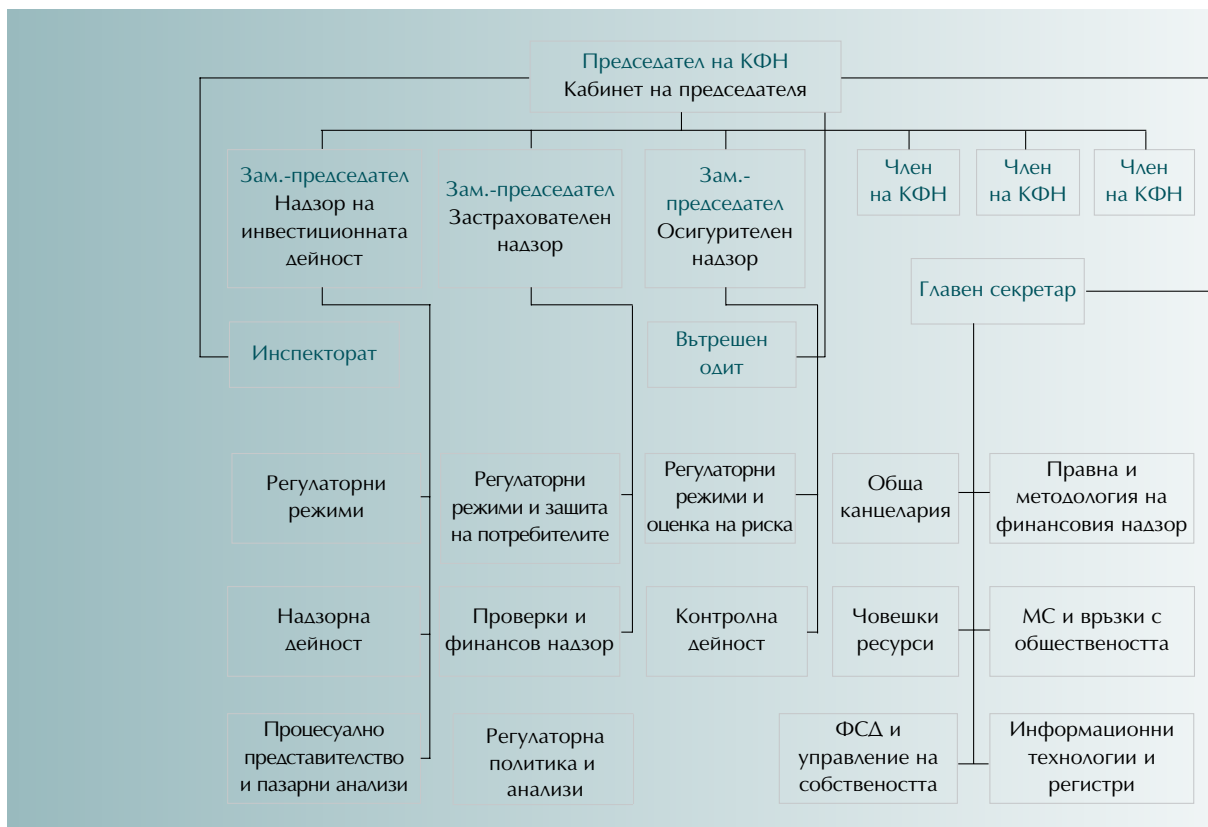 Председател на КФН
Кабинет на председателя
Зам.-председател
Надзор на
инвестиционната
дейност
Зам.-председател
Застрахователен
надзор
Зам.-
председател
Осигурителен
надзор
Член
на КФН
Член
на КФН
Член
на КФН
Главен секретар
Инспекторат
Вътрешен
одит
Регулаторни
режими
Регулаторни
режими и защита
на потребителите
Регулаторни
режими и
оценка на риска
Обща
канцелария
Правна и
методология на
финансовия надзор
Надзорна
дейност
Проверки и
финансов надзор
Контролна
дейност
Човешки
ресурси
МС и връзки с
обществеността
Процесуално
представителство
и пазарни анализи
Регулаторна
политика и
анализи
ФСД и
управление на
собствеността
Информационни
технологии и
регистри